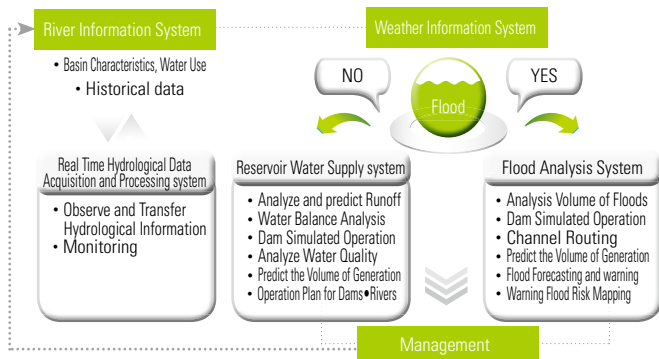 River Information System
Weather Information System
• Basin Characteristics, Water Use
• Historical data
NO
YES
Flood
Real Time Hydrological Data
Acquisition and Processing system
• Observe and Transfer
Hydrological Information
• Monitoring
Reservoir Water Supply system
• Analyze and predict Runoff
• Water Balance Analysis
• Dam Simulated Operation
• Analyze Water Quality
• Predict the Volume of Generation
• Operation Plan for Dams•Rivers
Flood Analysis System
• Analysis Volume of Floods
• Dam Simulated Operation
• Channel Routing
• Predict the Volume of Generation
• Flood Forecasting and warning
• Warning Flood Risk Mapping
Management